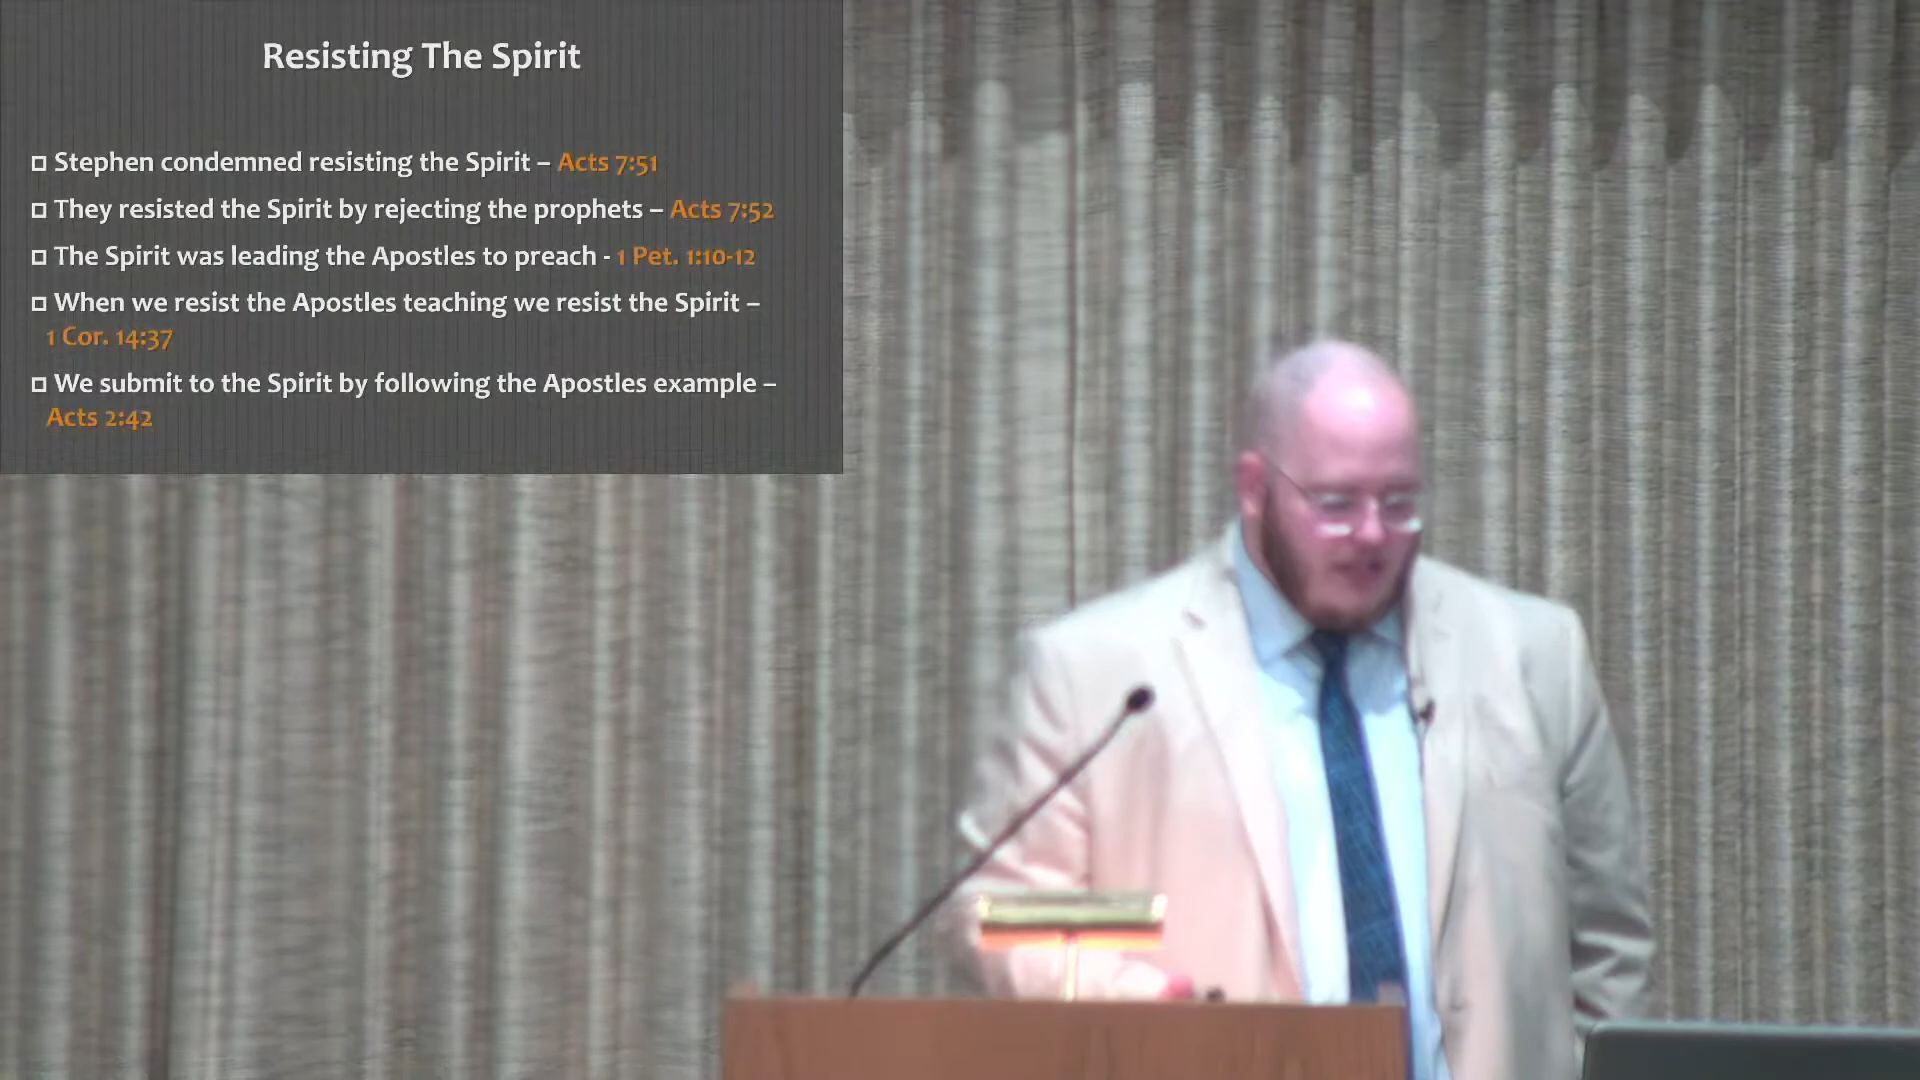 Resisting The Spirit
Stephen condemned resisting the Spirit – Acts 7:51
They resisted the Spirit by rejecting the prophets – Acts 7:52
The Spirit was leading the Apostles to preach - 1 Pet. 1:10-12
When we resist the Apostles teaching we resist the Spirit –
1 Cor. 14:37
We submit to the Spirit by following the Apostles example –
Acts 2:42